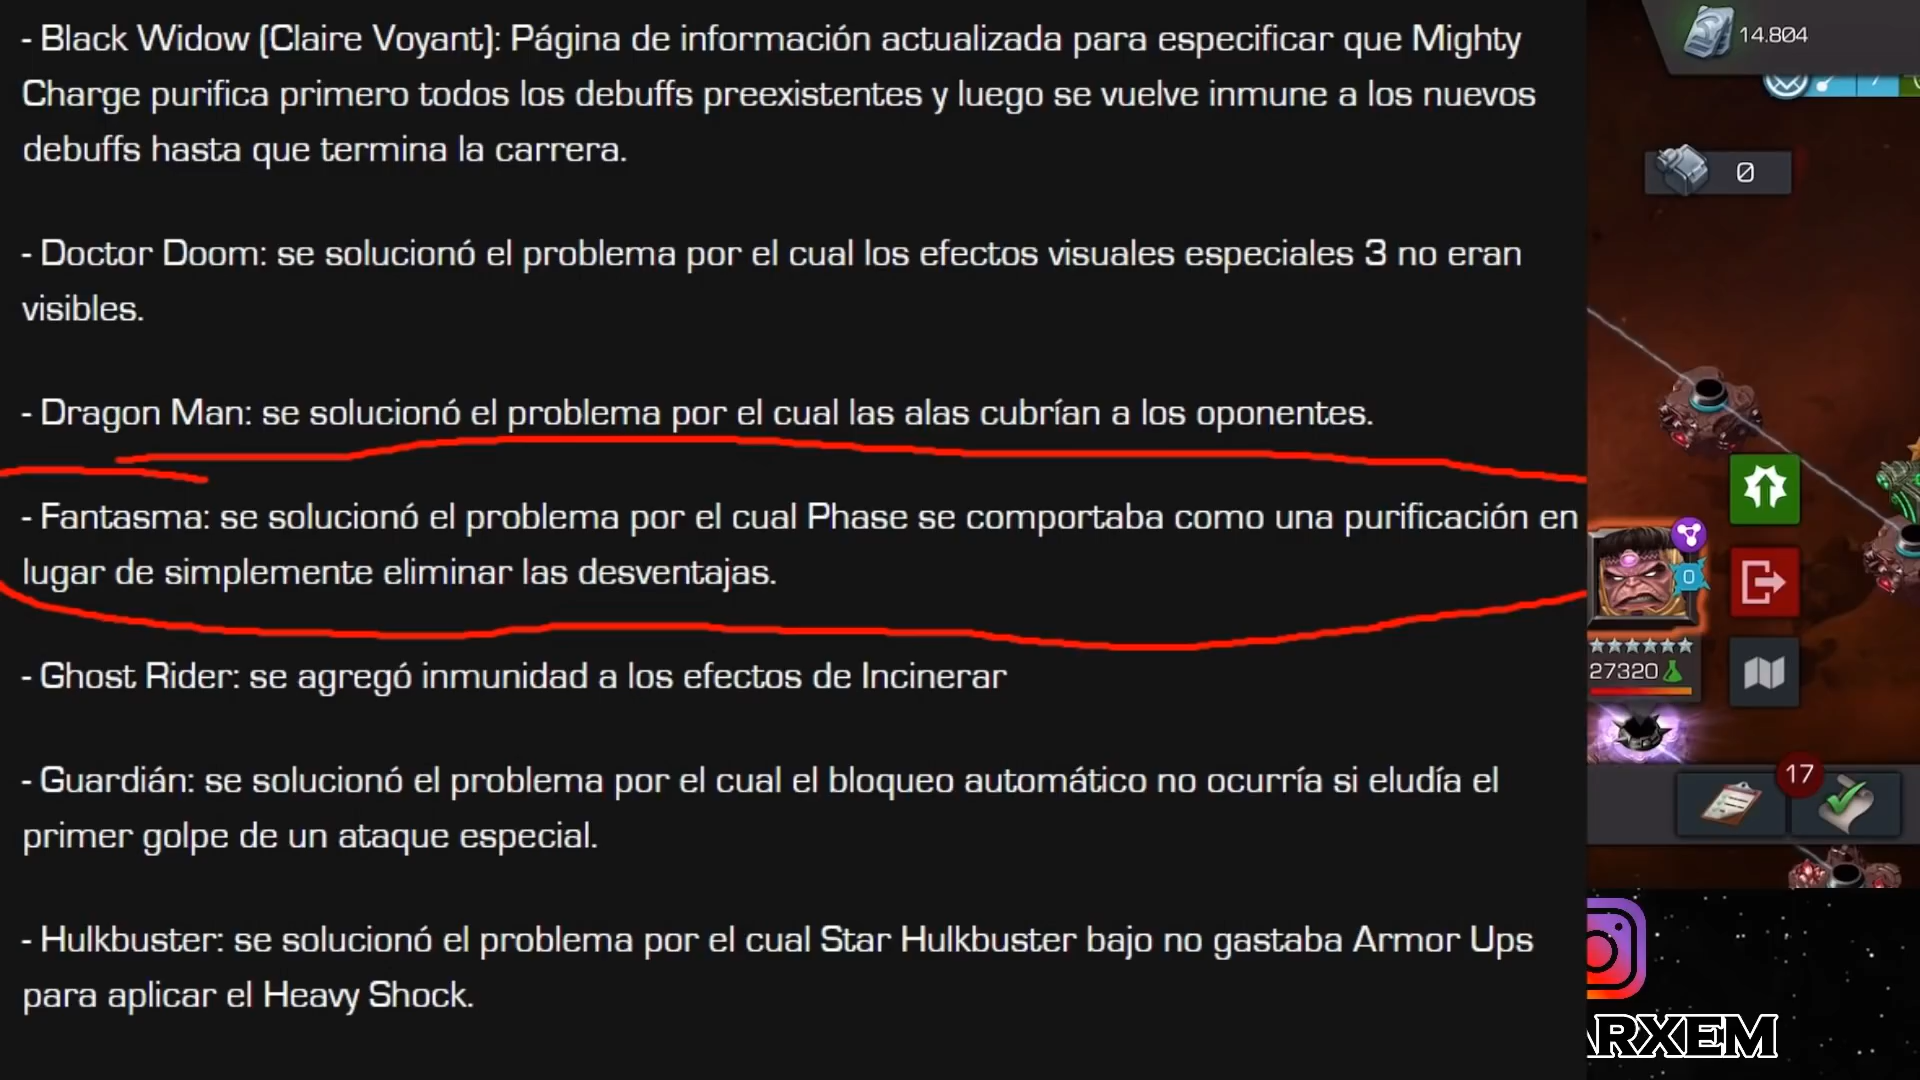 - Black Widow (Claire Voyant): Página de información actualizada para especificar que Mighty
Charge purifica primero todos los debuffs preexistentes y luego se vuelve inmune a los nuevos
debuffs hasta que termina la carrera.
- Doctor Doom: se solucionó el problema por el cual los efectos visuales especiales 3 no eran
visibles.
- Dragon Man: se solucionó el problema por el cual las alas cubrían a los oponentes.
- Fantasma: se solucionó el problema por el cual Phase se comportaba como una purificación en
lugar de simplemente eliminar las desventajas.
- Ghost Rider: se agregó inmunidad a los efectos de Incinerar
- Guardián: se solucionó el problema por el cual el bloqueo automático no ocurría si eludía el
primer golpe de un ataque especial.
- Hulkbuster: se solucionó el problema por el cual Star Hulkbuster bajo no gastaba Armor Ups
para aplicar el Heavy Shock.
14.804
0
0
27320
17
ARXEM